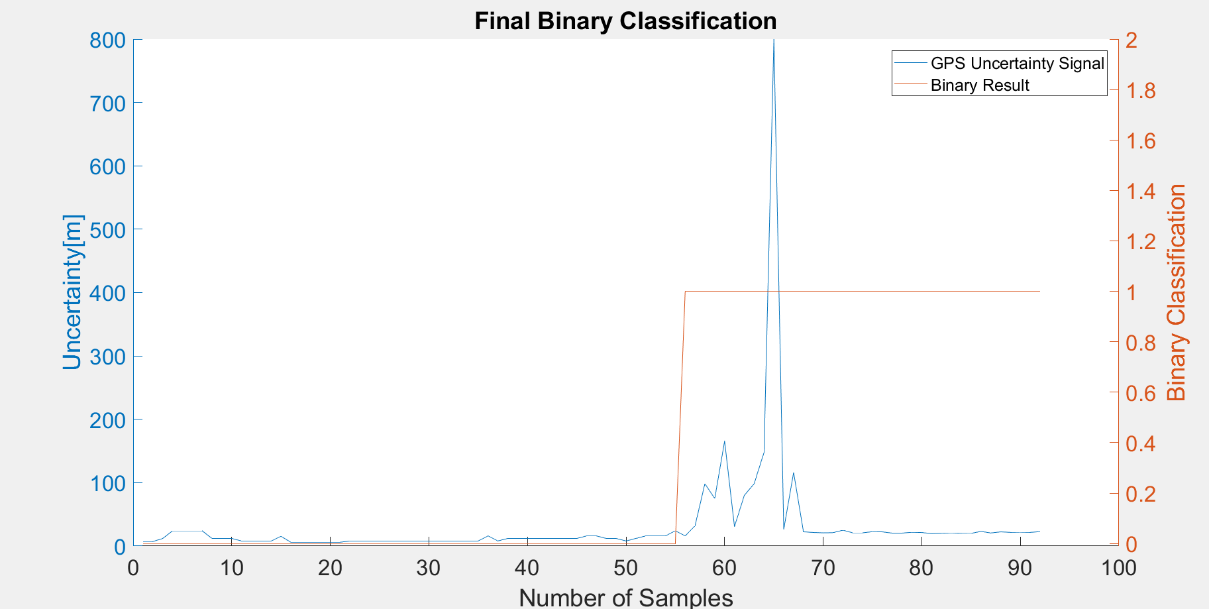 Final Binary Classification
GPS Uncertainty Signal
Binary Result
Uncertainty[m]
800
700
600
500
400
300
200
100
0
2
1.8
1.6
1.4
1.2
1
0.8
0.6
0.4
0.2
0
Binary Classification
0 10 20 30 40 50 60 70 80 90 100
Number of Samples